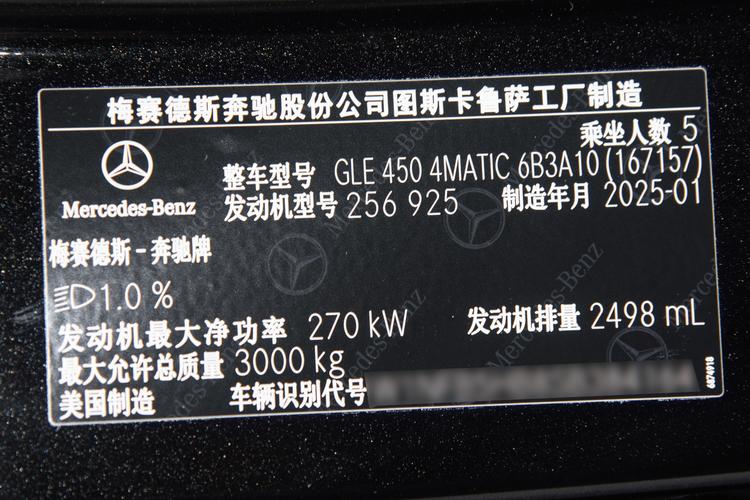 梅赛德斯奔驰股份公司图斯卡鲁萨工厂制造
乘坐人数 5
整车型号 GLE 450 4MATIC 6B3A10 (167157)
Mercedes-Benz 发动机型号 256 925 制造年月 2025-01
梅赛德斯－奔驰牌
1.0 %
发动机最大净功率 270 kW 发动机排量 2498 mL
最大允许总质量 3000 kg
美国制造 车辆识别代号
4674918